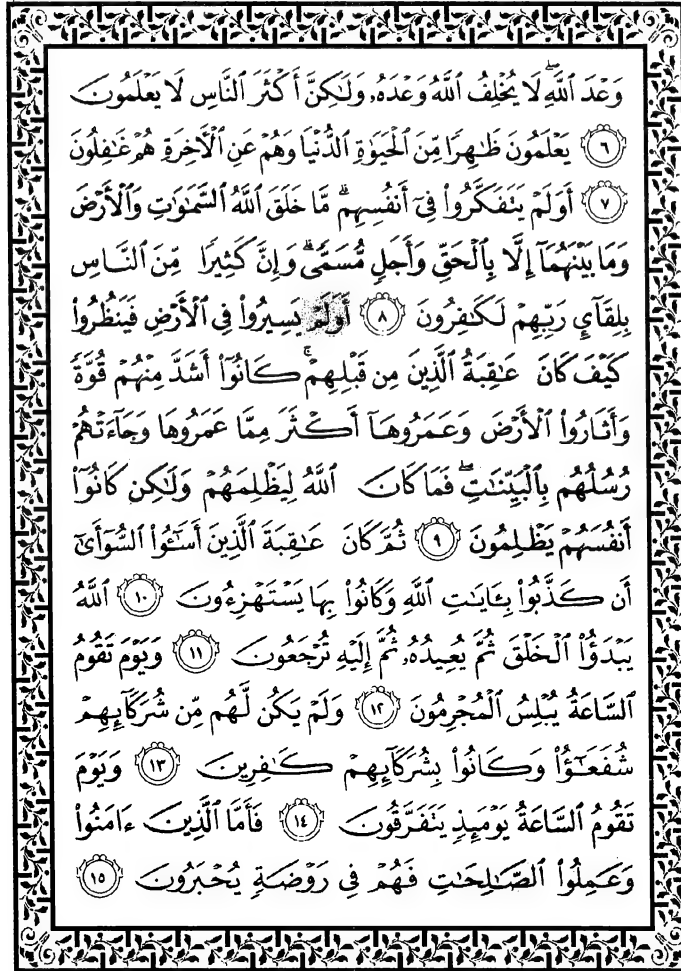 وَعْدَ ٱللَّهِۖ لَا يُخْلِفُ ٱللَّهُ وَعْدَهُۥ وَلَٰكِنَّ أَكْثَرَ ٱلنَّاسِ لَا يَعْلَمُونَ
٦ يَعْلَمُونَ ظَٰهِرًا مِّنَ ٱلْحَيَوٰةِ ٱلدُّنْيَا وَهُمْ عَنِ ٱلْأَخِرَةِ هُمْ غَٰفِلُونَ
٧ أَوَلَمْ يَتَفَكَّرُوا۟ فِىٓ أَنفُسِهِمۗ مَّا خَلَقَ ٱللَّهُ ٱلسَّمَٰوَٰتِ وَٱلْأَرْضَ
وَمَا بَيْنَهُمَآ إِلَّا بِٱلْحَقِّ وَأَجَلٍ مُّسَمًّىۗ وَإِنَّ كَثِيرًا مِّنَ ٱلنَّاسِ
بِلِقَآئِ رَبِّهِمْ لَكَٰفِرُونَ ٨ أَوَلَمْ يَسِيرُوا۟ فِى ٱلْأَرْضِ فَيَنظُرُوا۟
كَيْفَ كَانَ عَٰقِبَةُ ٱلَّذِينَ مِن قَبْلِهِمْۚ كَانُوٓا۟ أَشَدَّ مِنْهُمْ قُوَّةً
وَأَثَارُوا۟ ٱلْأَرْضَ وَعَمَرُوهَآ أَكْثَرَ مِمَّا عَمَرُوهَا وَجَآءَتْهُمْ
رُسُلُهُم بِٱلْبَيِّنَٰتِۖ فَمَا كَانَ ٱللَّهُ لِيَظْلِمَهُمْ وَلَٰكِن كَانُوٓا۟
أَنفُسَهُمْ يَظْلِمُونَ ٩ ثُمَّ كَانَ عَٰقِبَةَ ٱلَّذِينَ أَسَٰٓـُٔوا۟ ٱلسُّوٓأَىٰٓ
أَن كَذَّبُوا۟ بِـَٔايَٰتِ ٱللَّهِ وَكَانُوا۟ بِهَا يَسْتَهْزِءُونَ ١٠ ٱللَّهُ
يَبْدَؤُا۟ ٱلْخَلْقَ ثُمَّ يُعِيدُهُۥ ثُمَّ إِلَيْهِ تُرْجَعُونَ ١١ وَيَوْمَ تَقُومُ
ٱلسَّاعَةُ يُبْلِسُ ٱلْمُجْرِمُونَ ١٢ وَلَمْ يَكُن لَّهُم مِّن شُرَكَآئِهِمْ
شُفَعَٰٓؤُا۟ وَكَانُوا۟ بِشُرَكَآئِهِمْ كَٰفِرِينَ ١٣ وَيَوْمَ
تَقُومُ ٱلسَّاعَةُ يَوْمَئِذٍ يَتَفَرَّقُونَ ١٤ فَأَمَّا ٱلَّذِينَ ءَامَنُوا۟
وَعَمِلُوا۟ ٱلصَّٰلِحَٰتِ فَهُمْ فِى رَوْضَةٍ يُحْبَرُونَ ١٥